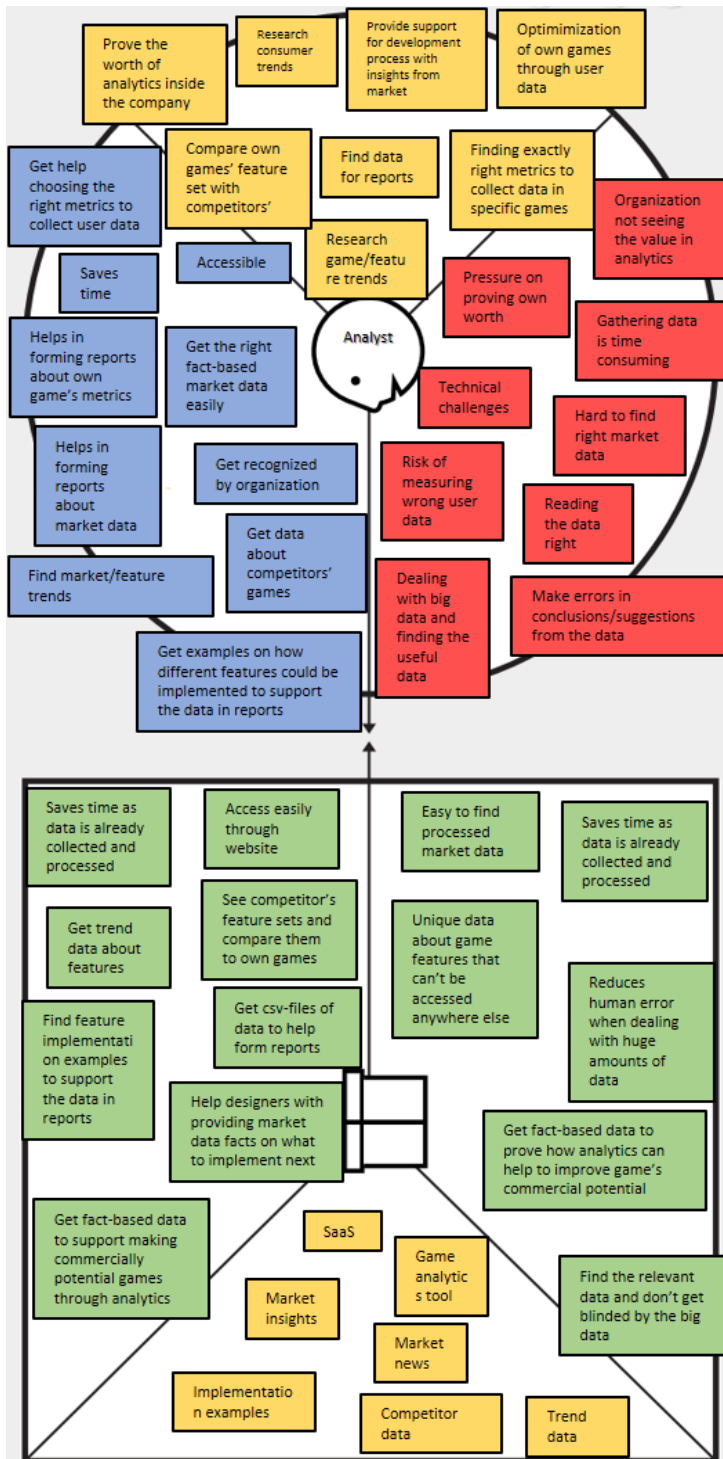 Prove the
worth of
analytics inside
the company
Research
consumer
trends
Provide support
for development
process with
insights from
market
Optimimization
of own games
through user
data
Get help
choosing the
right metrics to
collect user data
Compare own
games' feature
set with
competitors'
Find data
for reports
Finding exactly
right metrics to
collect data in
specific games
Organization
not seeing
the value in
analytics
Saves
time
Accessible
Research
game/featu
re trends
Pressure on
proving own
worth
Helps in
forming reports
about own
game's metrics
Get the right
fact-based
market data
easily
Analyst
Gathering data
is time
consuming
Technical
challenges
Hard to find
right market
data
Helps in
forming
reports
about
market data
Get recognized
by organization
Risk of
measuring
wrong user
data
Reading
the data
right
Find market/feature
trends
Get data
about
competitors'
games
Dealing
with big
data and
finding the
useful
data
Make errors in
conclusions/suggestions
from the data
Get examples on how
different features could be
implemented to support
the data in reports
Saves time as
data is already
collected and
processed
Access easily
through
website
Easy to find
processed
market data
Saves time as
data is already
collected and
processed
Get trend
data about
features
See competitor's
feature sets and
compare them
to own games
Unique data
about game
features that
can't be
accessed
anywhere else
Reduces
human error
when dealing
with huge
amounts of
data
Find feature
implementati
on examples
to support
the data in
reports
Get csv-files of
data to help
form reports
Help designers with
providing market
data facts on what
to implement next
Get fact-based data to
prove how analytics can
help to improve game's
commercial potential
Get fact-based data
to support making
commercially
potential games
through analytics
SaaS
Game
analytic
s tool
Find the relevant
data and don't get
blinded by the big
data
Market
insights
Market
news
Implementatio
n examples
Competitor
data
Trend
data